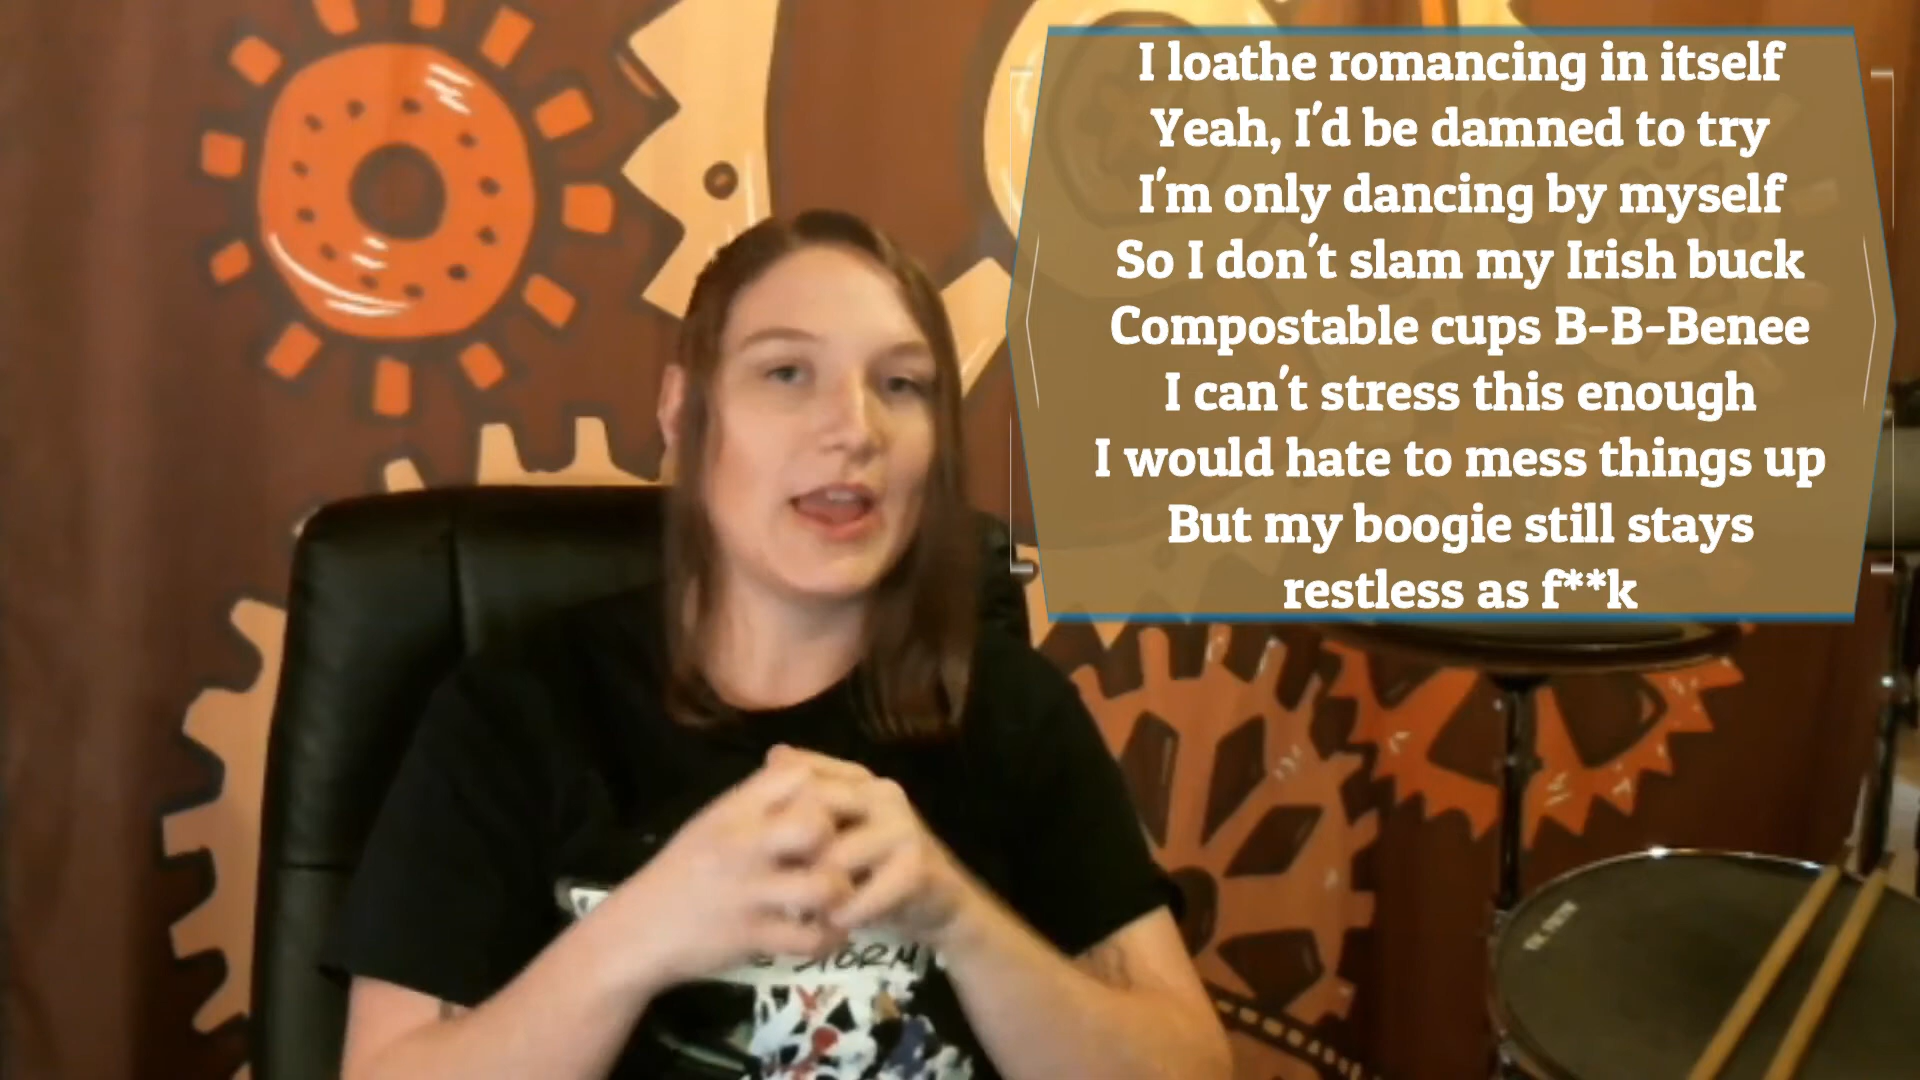 I loathe romancing in itself
Yeah, I'd be damned to try
I'm only dancing by myself
So I don't slam my Irish buck
Compostable cups B-B-Benee
I can't stress this enough
I would hate to mess things up
But my boogie still stays
restless as f**k
STORM